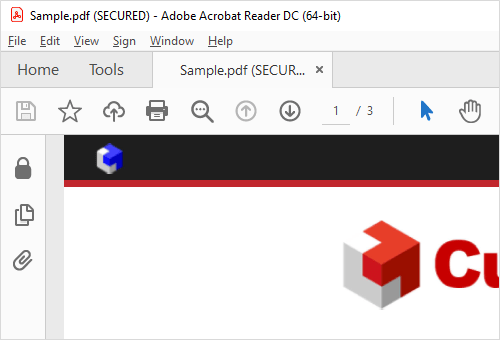 Sample.pdf (SECURED) - Adobe Acrobat Reader DC (64-bit)
File Edit View Sign Window Help
Home Tools Sample.pdf (SECUR... ×
1 / 3
Cu